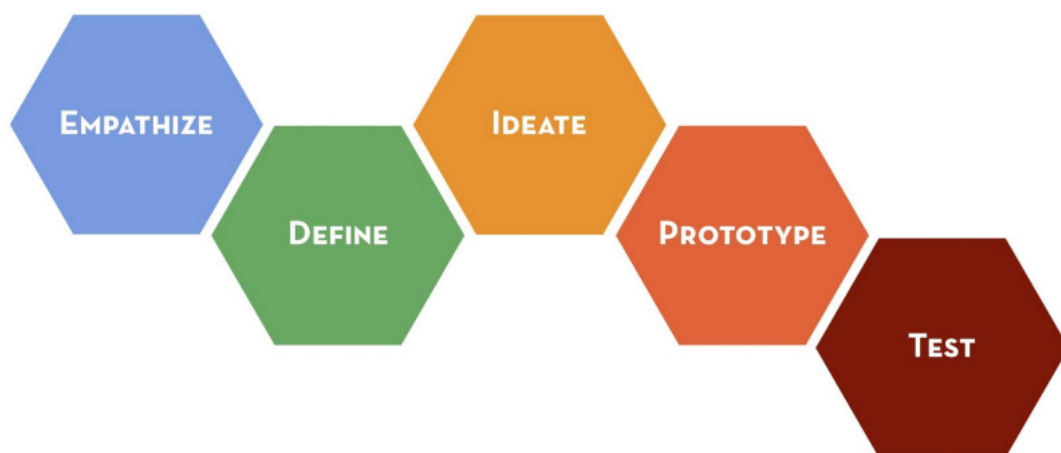 EMPATHIZE
DEFINE
IDEATE
PROTOTYPE
TEST